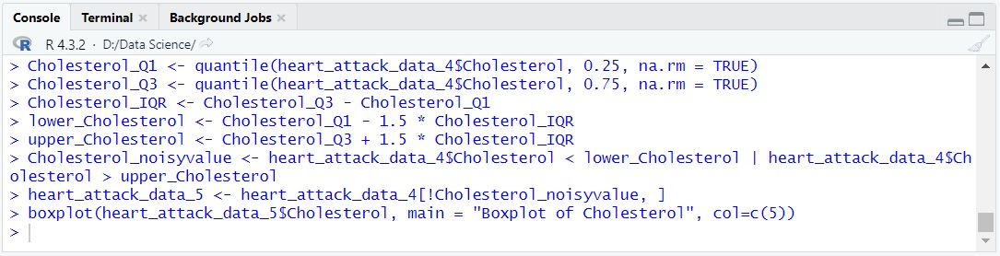 Console Terminal Background Jobs
R 4.3.2 · D:/Data Science/
> Cholesterol_Q1 <- quantile(heart_attack_data_4$Cholesterol, 0.25, na.rm = TRUE)
> Cholesterol_Q3 <- quantile(heart_attack_data_4$Cholesterol, 0.75, na.rm = TRUE)
> Cholesterol_IQR <- Cholesterol_Q3 - Cholesterol_Q1
> lower_Cholesterol <- Cholesterol_Q1 - 1.5 * Cholesterol_IQR
> upper_Cholesterol <- Cholesterol_Q3 + 1.5 * Cholesterol_IQR
> Cholesterol_noisyvalue <- heart_attack_data_4$Cholesterol < lower_Cholesterol | heart_attack_data_4$Ch
olesterol > upper_Cholesterol
> heart_attack_data_5 <- heart_attack_data_4[!Cholesterol_noisyvalue, ]
> boxplot(heart_attack_data_5$Cholesterol, main = "Boxplot of Cholesterol", col=c(5))
>